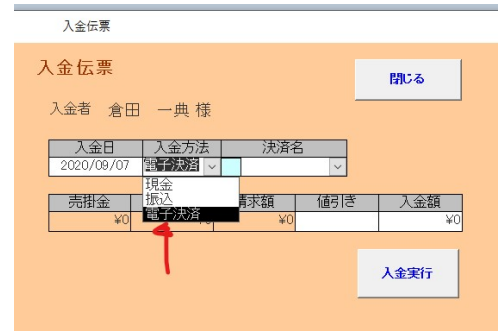 入金伝票
入金伝票
閉じる
入金者 倉田 一典 様
入金日 入金方法 決済名
2020/09/07 電子決済
現金
振込
電子決済
売掛金 請求額 値引き 入金額
¥0 ¥0 ¥0
入金実行